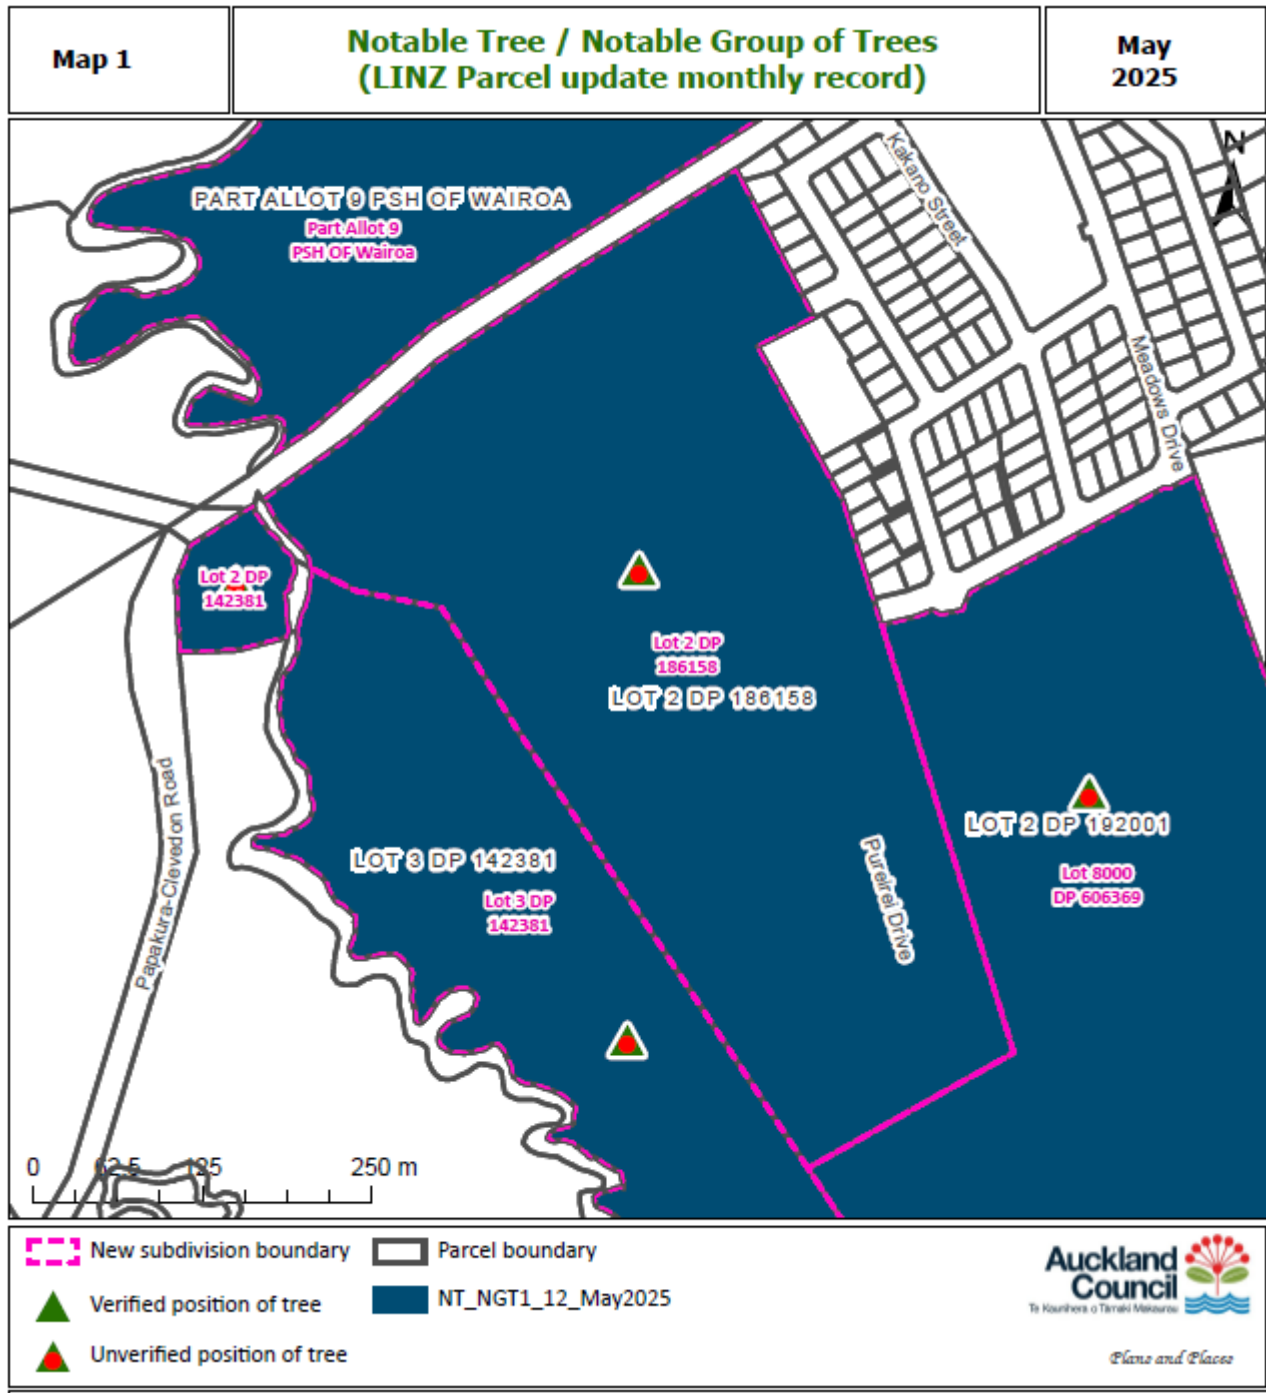 Map 1
Notable Tree / Notable Group of Trees
(LINZ Parcel update monthly record)
May
2025
N
Kakano Street
PART ALLOT 9 PSH OF WAIROA
Part Allot 9
PSH OF Wairoa
Meadows Drive
Lot 2 DP
142381
Lot 2 DP
186158
LOT 2 DP 186158
LOT 2 DP 192001
Lot 8000
DP 606369
LOT 3 DP 142381
Lot 3 DP
142381
Pureirei Drive
Papakura-Clevedon Road
0 62.5 125 250 m
New subdivision boundary
Parcel boundary
Verified position of tree
NT_NGT1_12_May2025
Unverified position of tree
Auckland
Council
Te Kaunihera o Tāmaki Makaurau
Plans and Places